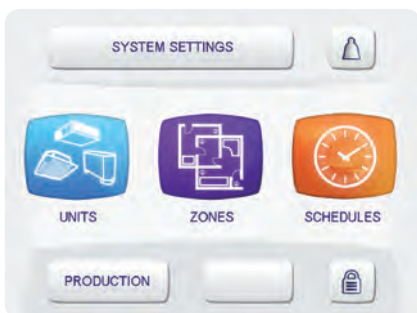 SYSTEM SETTINGS
UNITS
ZONES
SCHEDULES
PRODUCTION